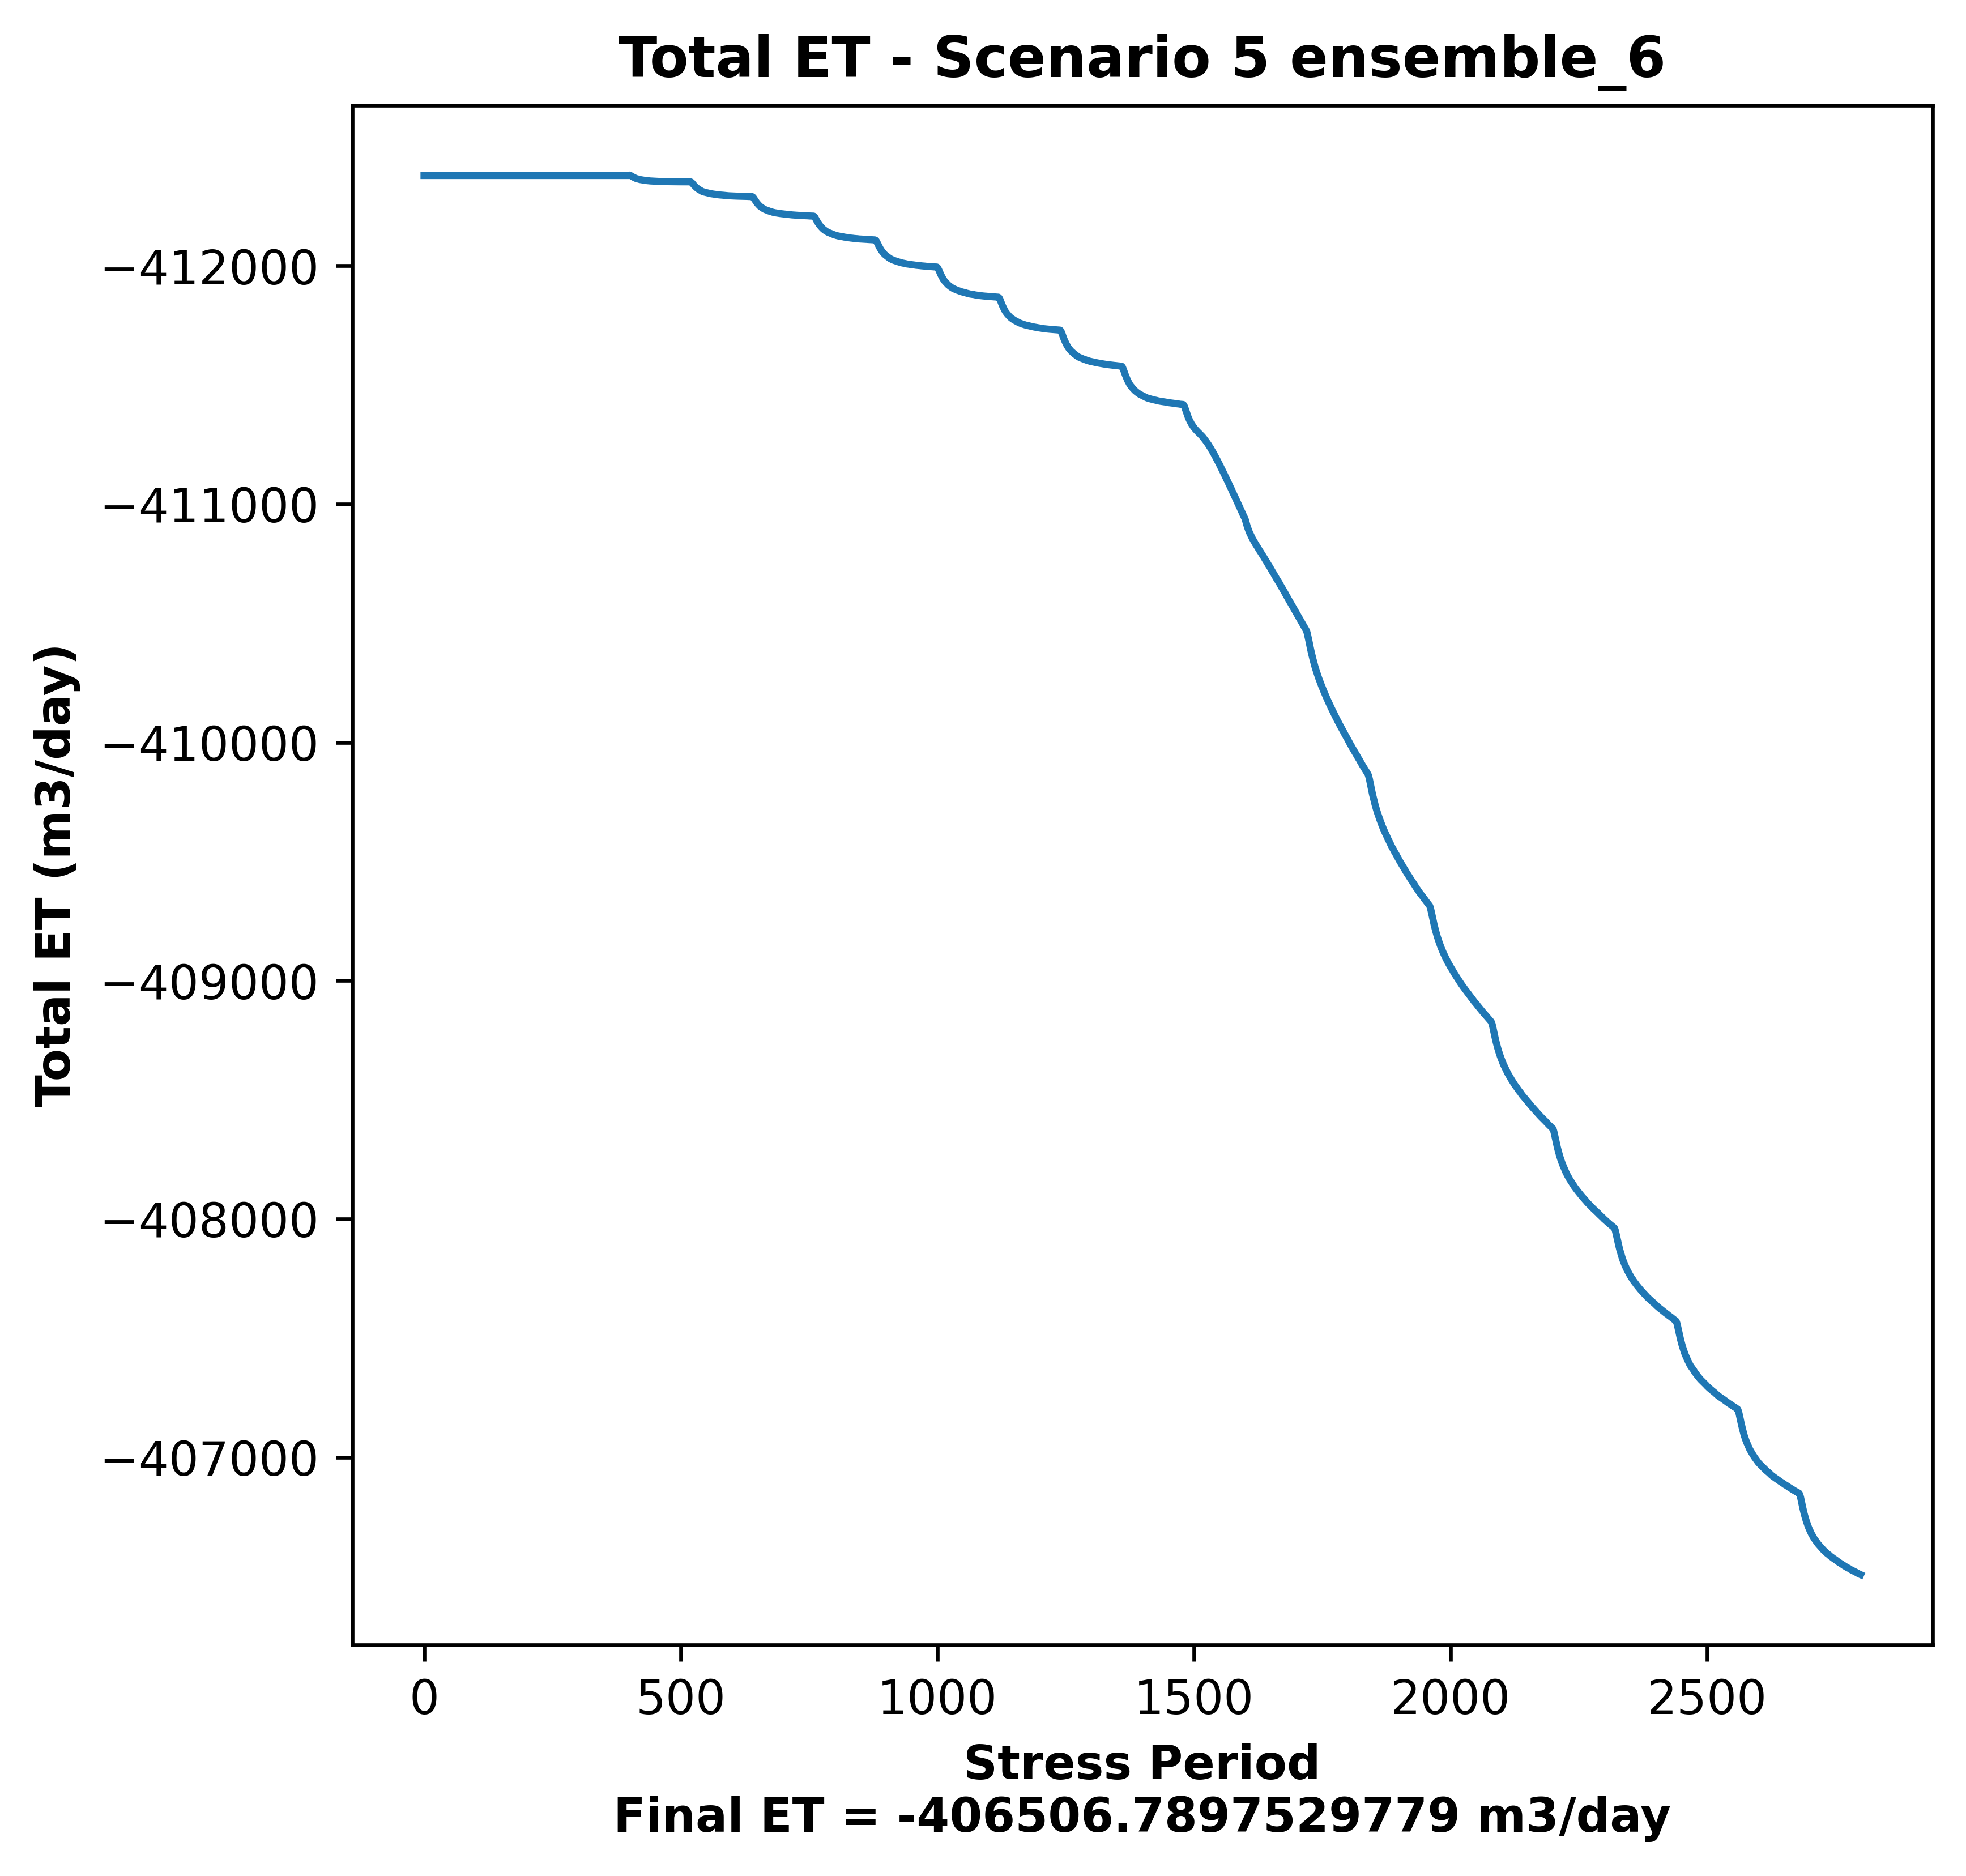 Total ET - Scenario 5 ensemble_6
Total ET (m3/day)
−412000
−411000
−410000
−409000
−408000
−407000
0 500 1000 1500 2000 2500
Stress Period
Final ET = -406506.7897529779 m3/day